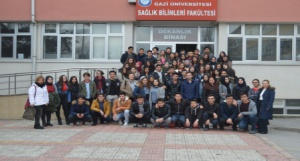 GAZİ ÜNİVERSİTESİ
SAĞLIK BİLİMLERİ FAKÜLTESİ
DEKANLIK
BİNASI